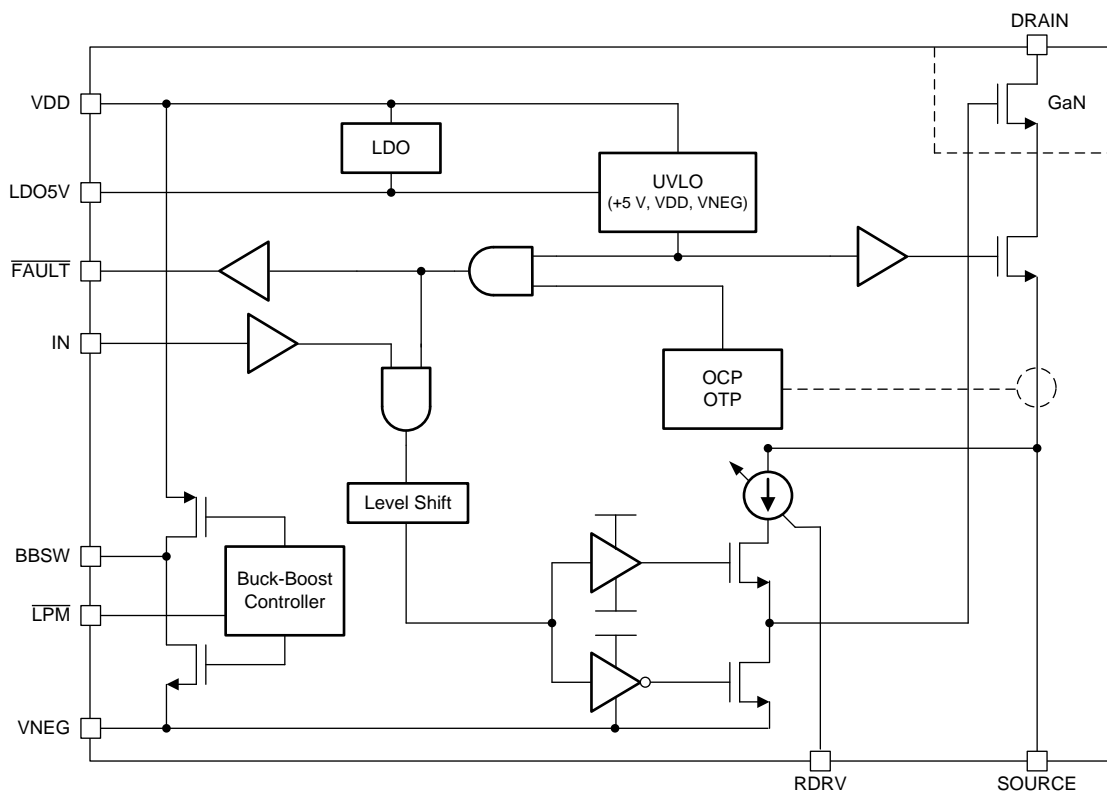 DRAIN
VDD
GaN
LDO
LDO5V
UVLO
(+5 V, VDD, VNEG)
FAULT
IN
OCP
OTP
Level Shift
BBSW
Buck-Boost
Controller
LPM
VNEG
RDRV
SOURCE